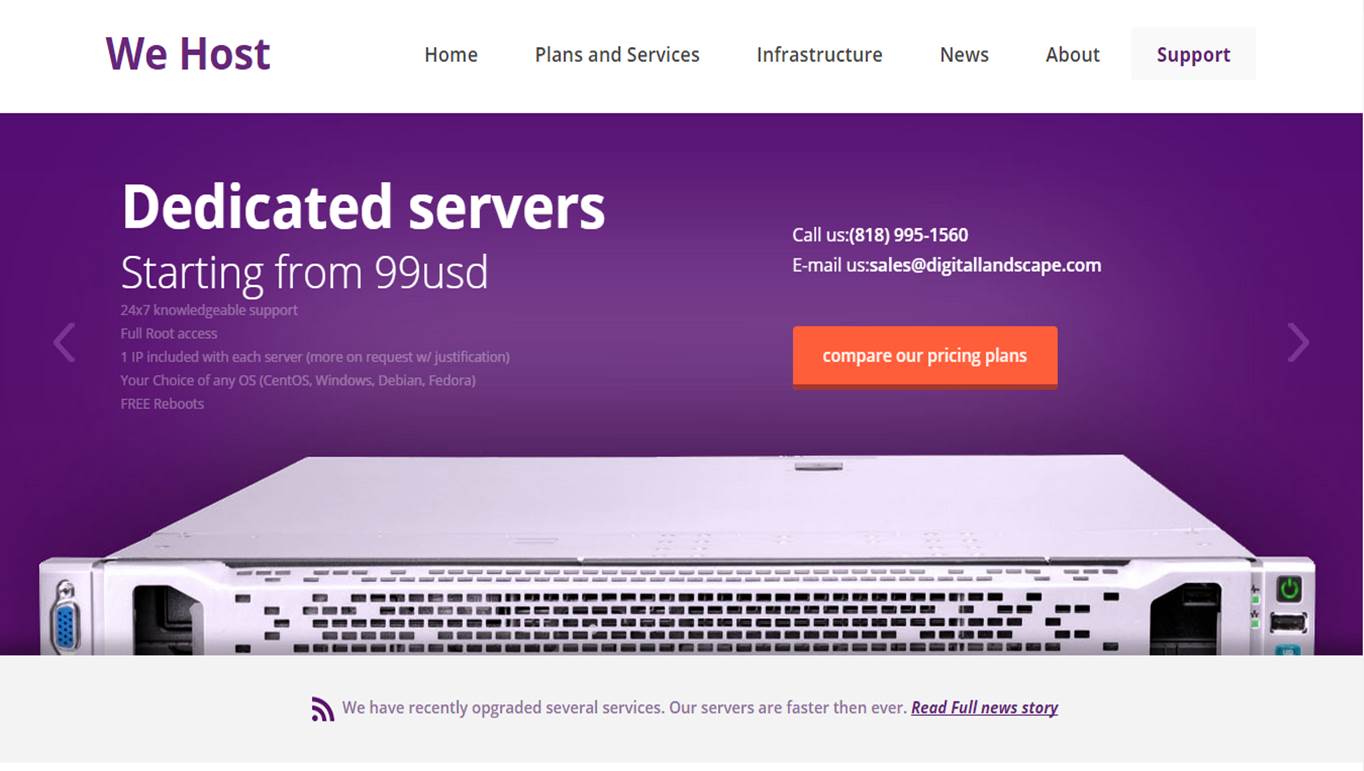 We Host
Home Plans and Services Infrastructure News About Support
Dedicated servers
Starting from 99usd
24x7 knowledgeable support
Full Root access
1 IP included with each server (more on request w/ justification)
Your Choice of any OS (CentOS, Windows, Debian, Fedora)
FREE Reboots
Call us:(818) 995-1560
E-mail us:sales@digitallandscape.com
compare our pricing plans
We have recently opgraded several services. Our servers are faster then ever. Read Full news story